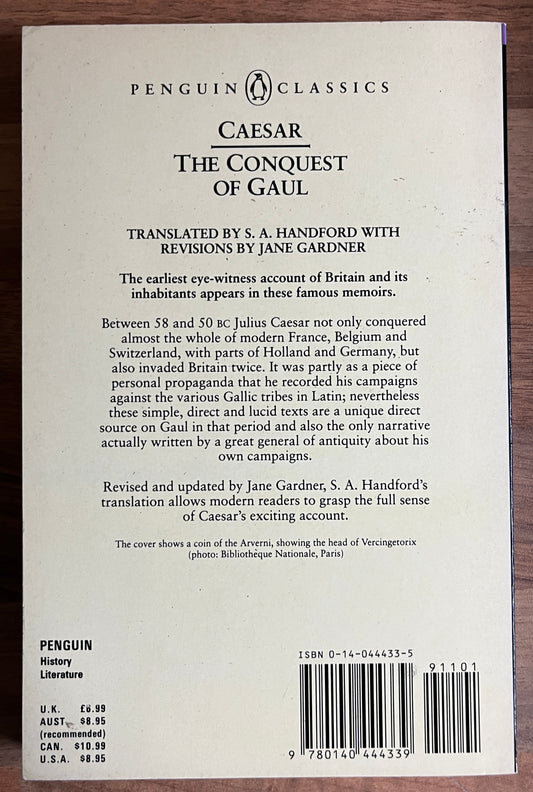 PENGUIN CLASSICS
CAESAR
THE CONQUEST
OF GAUL
TRANSLATED BY S. A. HANDFORD WITH
REVISIONS BY JANE GARDNER
The earliest eye-witness account of Britain and its
inhabitants appears in these famous memoirs.
Between 58 and 50 BC Julius Caesar not only conquered
almost the whole of modern France, Belgium and
Switzerland, with parts of Holland and Germany, but
also invaded Britain twice. It was partly as a piece of
personal propaganda that he recorded his campaigns
against the various Gallic tribes in Latin; nevertheless
these simple, direct and lucid texts are a unique direct
source on Gaul in that period and also the only narrative
actually written by a great general of antiquity about his
own campaigns.
Revised and updated by Jane Gardner, S. A. Handford's
translation allows modern readers to grasp the full sense
of Caesar's exciting account.
The cover shows a coin of the Arverni, showing the head of Vercingetorix
(photo: Bibliothèque Nationale, Paris)
PENGUIN
History
Literature
U.K. £6.99
AUST. $8.95
(recommended)
CAN. $10.99
U.S.A. $8.95
ISBN 0-14-044433-5
91101
9 780140 444339